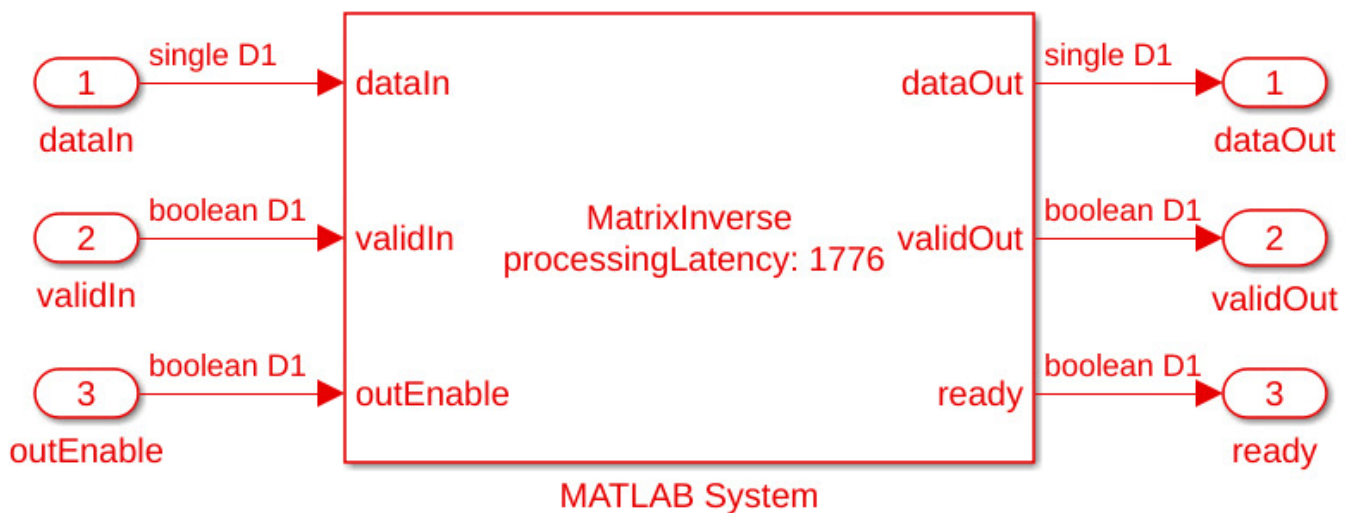 single D1
1
dataIn
dataIn
dataOut
single D1
1
dataOut
boolean D1
2
validIn
validIn
MatrixInverse
processingLatency: 1776
validOut
boolean D1
2
validOut
boolean D1
3
outEnable
outEnable
ready
boolean D1
3
ready
MATLAB System